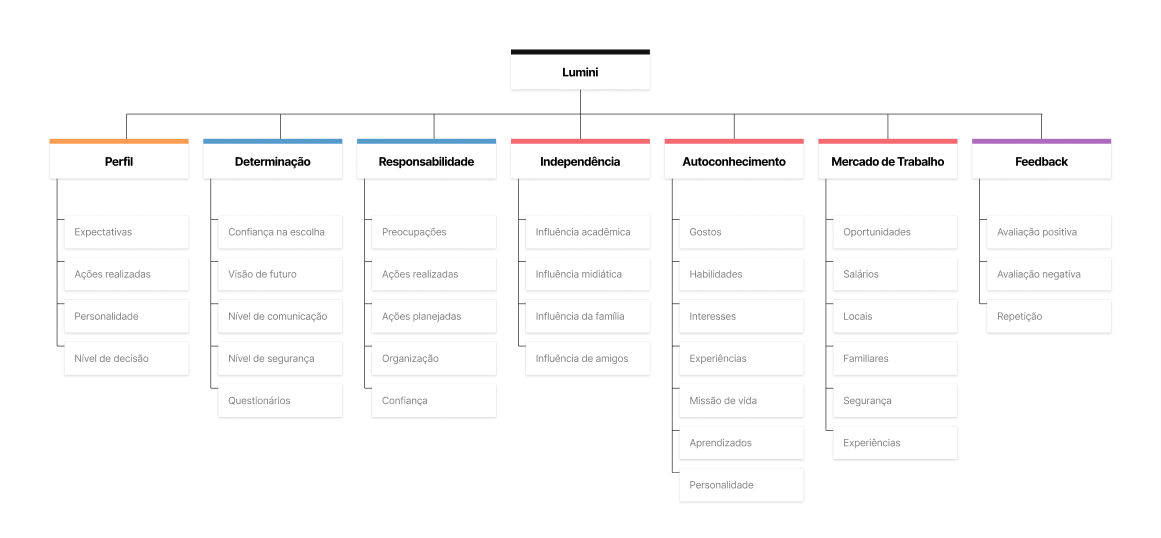 Lumini
Perfil
Expectativas
Ações realizadas
Personalidade
Nível de decisão
Determinação
Confiança na escolha
Visão de futuro
Nível de comunicação
Nível de segurança
Questionários
Responsabilidade
Preocupações
Ações realizadas
Ações planejadas
Organização
Confiança
Independência
Influência acadêmica
Influência midiática
Influência da família
Influência de amigos
Autoconhecimento
Gostos
Habilidades
Interesses
Experiências
Missão de vida
Aprendizados
Personalidade
Mercado de Trabalho
Oportunidades
Salários
Locais
Familiares
Segurança
Experiências
Feedback
Avaliação positiva
Avaliação negativa
Repetição